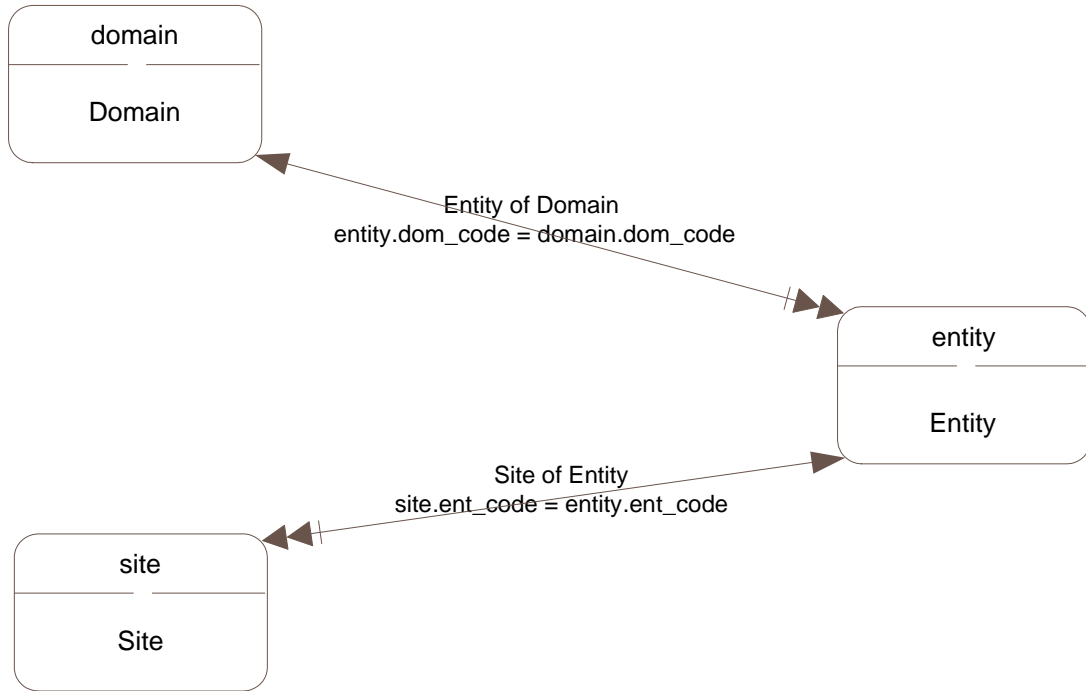 domain
Domain
Entity of Domain
entity.dom_code = domain.dom_code
entity
Entity
Site of Entity
site.ent_code = entity.ent_code
site
Site